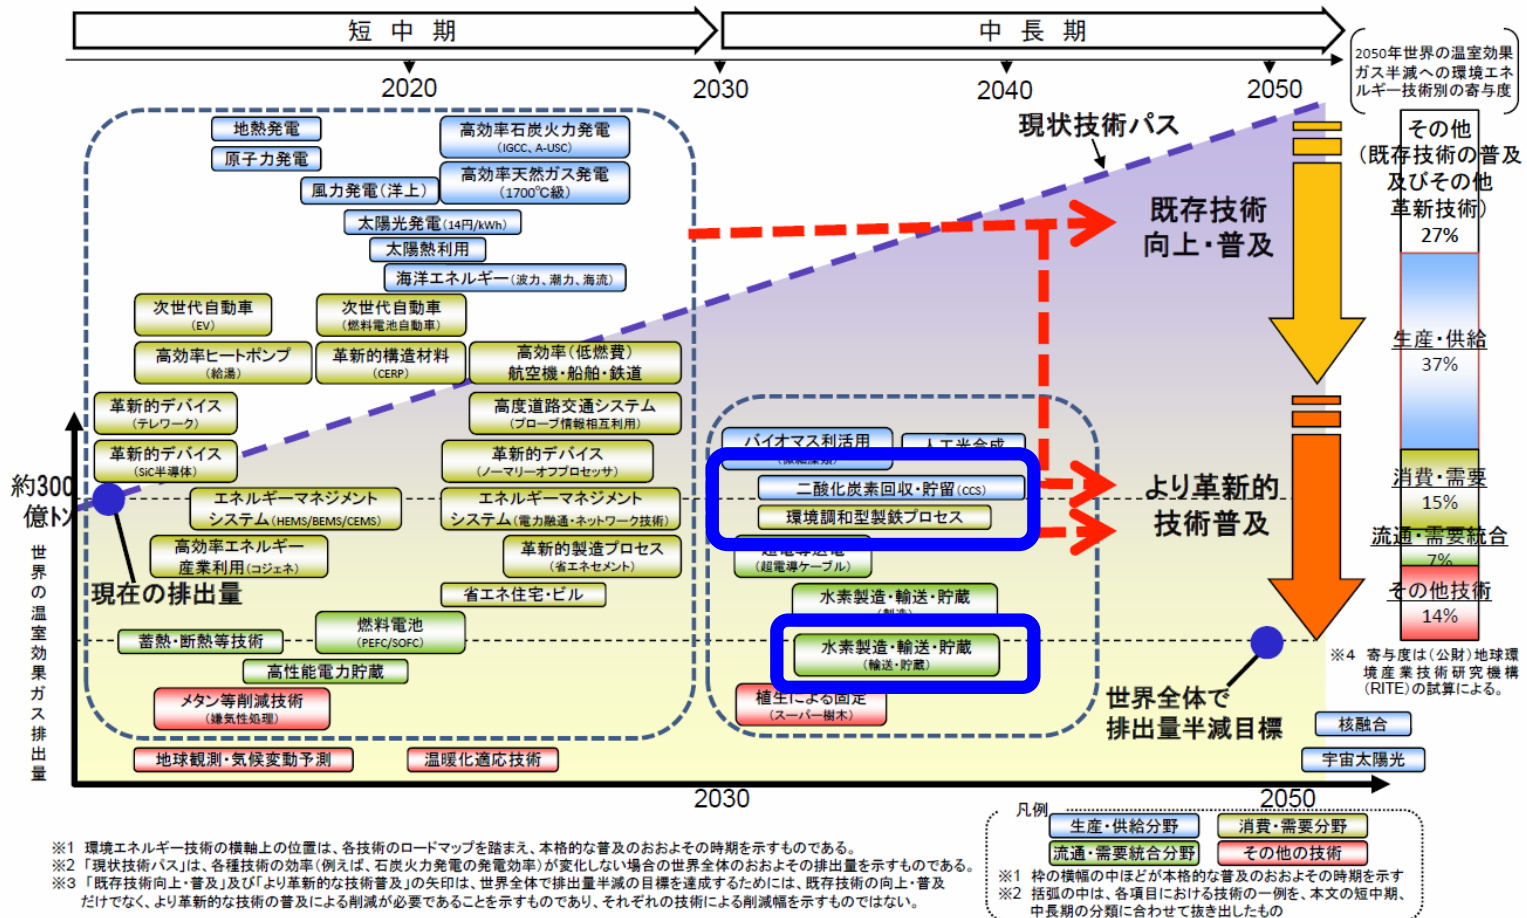 短中期
中長期
2020
2030
2040
2050
2050年世界の温室効果
ガス半減への環境エネ
ルギー技術別の寄与度
現状技術パス
地熱発電
原子力発電
風力発電(洋上)
太陽光発電(14円/kWh)
太陽熱利用
海洋エネルギー(波力、潮力、海流)
高効率石炭火力発電
(IGCC、A-USC)
高効率天然ガス発電
(1700℃級)
次世代自動車
(EV)
次世代自動車
(燃料電池自動車)
高効率ヒートポンプ
(給湯)
革新的構造材料
(CERP)
高効率(低燃費)
航空機・船舶・鉄道
革新的デバイス
(テレワーク)
高度道路交通システム
(プローブ情報相互利用)
革新的デバイス
(SiC半導体)
革新的デバイス
(ノーマリーオフプロセッサ)
エネルギーマネジメント
システム(HEMS/BEMS/CEMS)
エネルギーマネジメント
システム(電力融通・ネットワーク技術)
高効率エネルギー
産業利用(コジェネ)
革新的製造プロセス
(省エネセメント)
省エネ住宅・ビル
燃料電池
(PEFC/SOFC)
蓄熱・断熱等技術
高性能電力貯蔵
メタン等削減技術
(嫌気性処理)
地球観測・気候変動予測
温暖化適応技術
約300
億トン
世界の温室効果ガス排出量
現在の排出量
既存技術
向上・普及
より革新的
技術普及
バイオマス利活用
人工光合成
二酸化炭素回収・貯留(CCS)
環境調和型製鉄プロセス
超電導送電
(超電導ケーブル)
水素製造・輸送・貯蔵
(製造)
水素製造・輸送・貯蔵
(輸送・貯蔵)
植生による固定
(スーパー樹木)
世界全体で
排出量半減目標
核融合
宇宙太陽光
その他
(既存技術の普及
及びその他
革新技術)
27%
生産・供給
37%
消費・需要
15%
流通・需要統合
7%
その他技術
14%
※4 寄与度は(公財)地球環
境産業技術研究機構
(RITE)の試算による。
2030
2050
凡例
生産・供給分野
消費・需要分野
流通・需要統合分野
その他の技術
※1 枠の横幅の中ほどが本格的な普及のおおよその時期を示す
※2 括弧の中は、各項目における技術の一例を、本文の短中期、
中長期の分類に合わせて抜き出したもの
※1 環境エネルギー技術の横軸上の位置は、各技術のロードマップを踏まえ、本格的な普及のおおよその時期を示すものである。
※2 「現状技術パス」は、各種技術の効率(例えば、石炭火力発電の発電効率)が変化しない場合の世界全体のおおよその排出量を示すものである。
※3 「既存技術向上・普及」及び「より革新的な技術普及」の矢印は、世界全体で排出量半減の目標を達成するためには、既存技術の向上・普及
だけでなく、より革新的な技術の普及による削減が必要であることを示すものであり、それぞれの技術による削減幅を示すものではない。